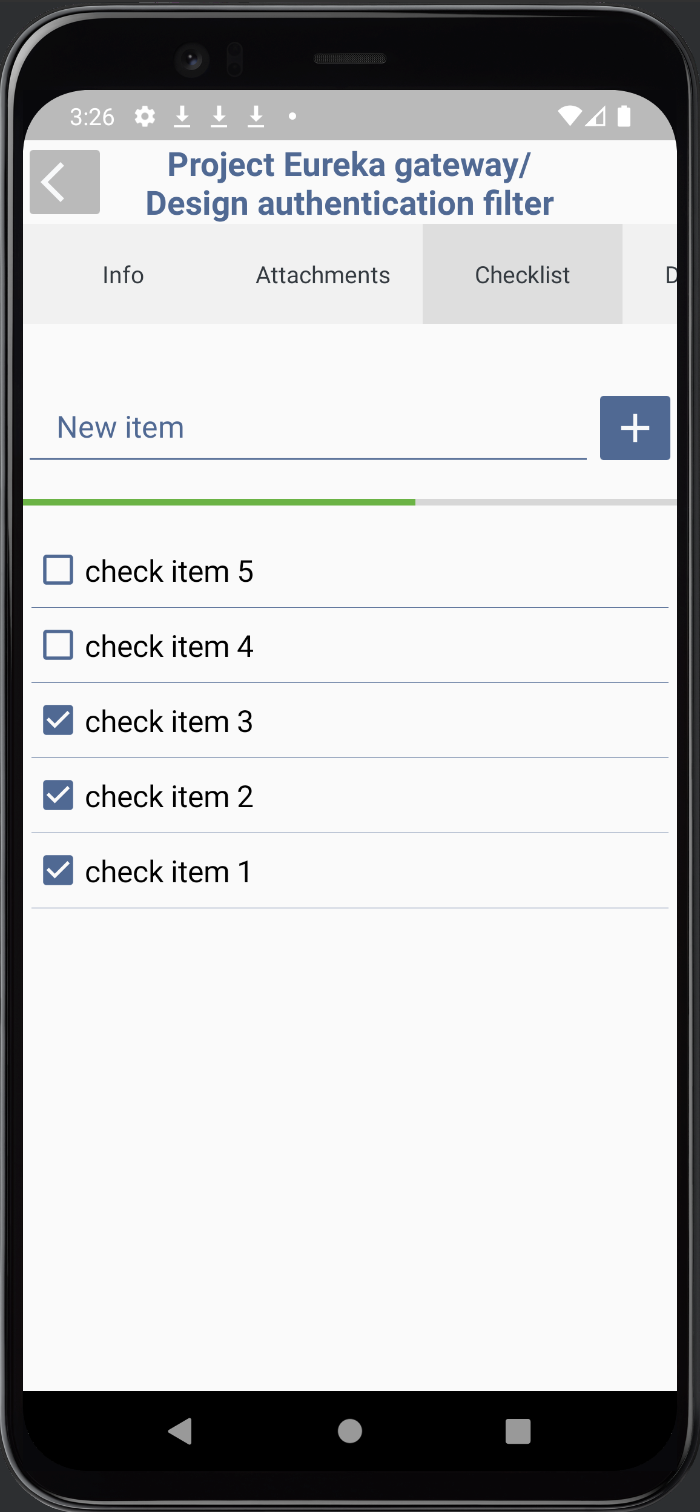 3:26
Project Eureka gateway/
Design authentication filter
Info
Attachments
Checklist
D
New item
check item 5
check item 4
check item 3
check item 2
check item 1